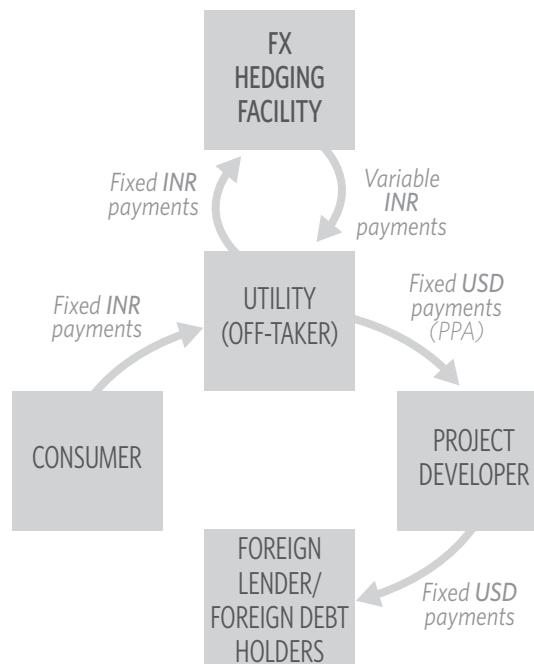 FX
HEDGING
FACILITY
Fixed INR
payments
Variable
INR
payments
UTILITY
(OFF-TAKER)
Fixed INR
payments
Fixed USD
payments
(PPA)
CONSUMER
PROJECT
DEVELOPER
FOREIGN
LENDER/
FOREIGN DEBT
HOLDERS
Fixed USD
payments